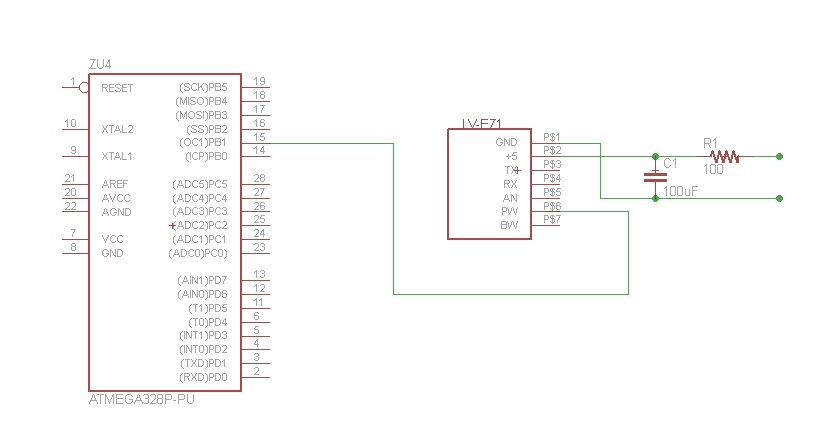 ZU4
1 RESET (SCK)PB5 19
(MISO)PB4 18
(MOSI)PB3 17
10 XTAL2 (SS)PB2 16
(OC1)PB1 15
9 XTAL1 (ICP)PB0 14
21 AREF (ADC5)PC5 28
20 AVCC (ADC4)PC4 27
22 AGND (ADC3)PC3 26
(ADC2)PC2 25
7 VCC (ADC1)PC1 24
8 GND (ADC0)PC0) 23
(AIN1)PD7 13
(AIN0)PD6 12
(T1)PD5 11
(T0)PD4 6
(INT1)PD3 5
(INT0)PD2 4
(TXD)PD1 3
(RXD)PD0 2
ATMEGA328P-PU
LV-EZ1
GND P$1
+5 P$2
TX P$3
RX P$4
AN P$5
PW P$6
BW P$7
C1
100uF
R1
100